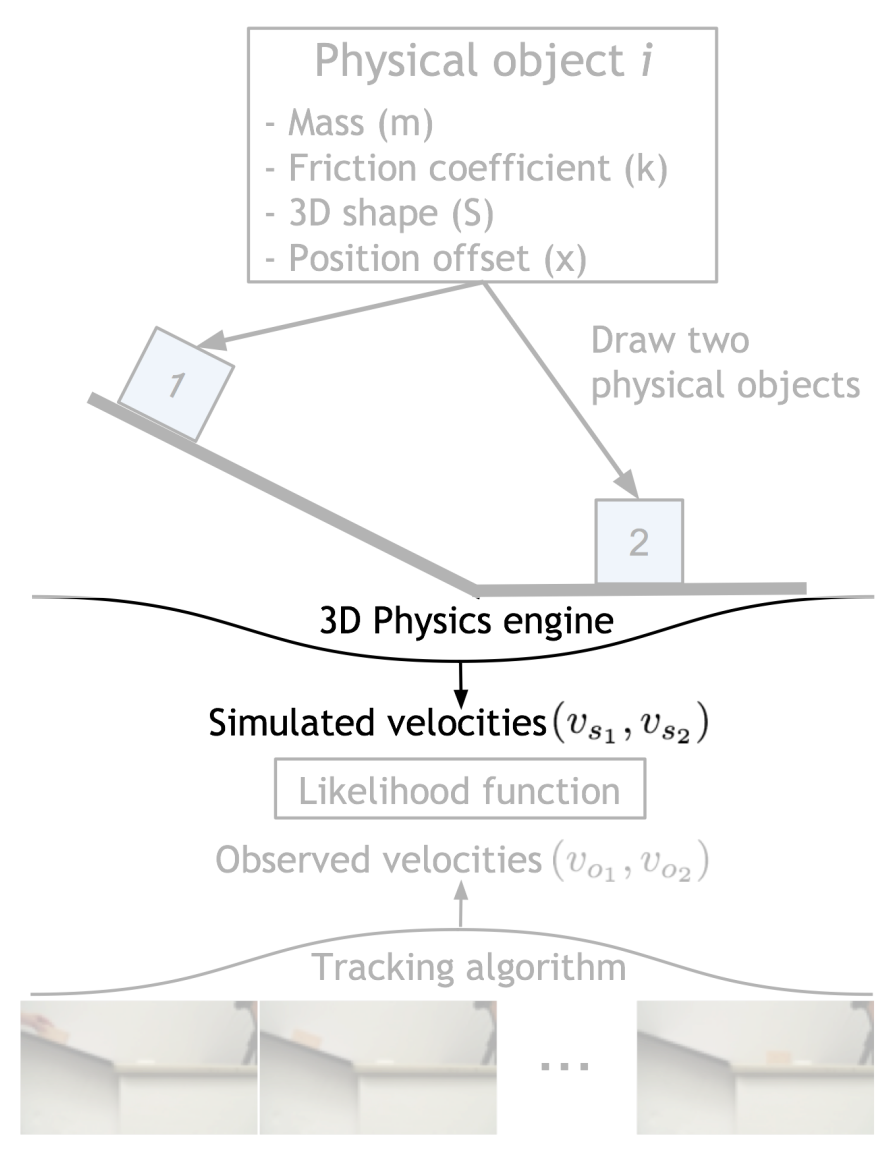 Physical object i
- Mass (m)
- Friction coefficient (k)
- 3D shape (S)
- Position offset (x)
Draw two
physical objects
1
2
3D Physics engine
Simulated velocities (v_{s_1}, v_{s_2})
Likelihood function
Observed velocities (v_{o_1}, v_{o_2})
Tracking algorithm
...